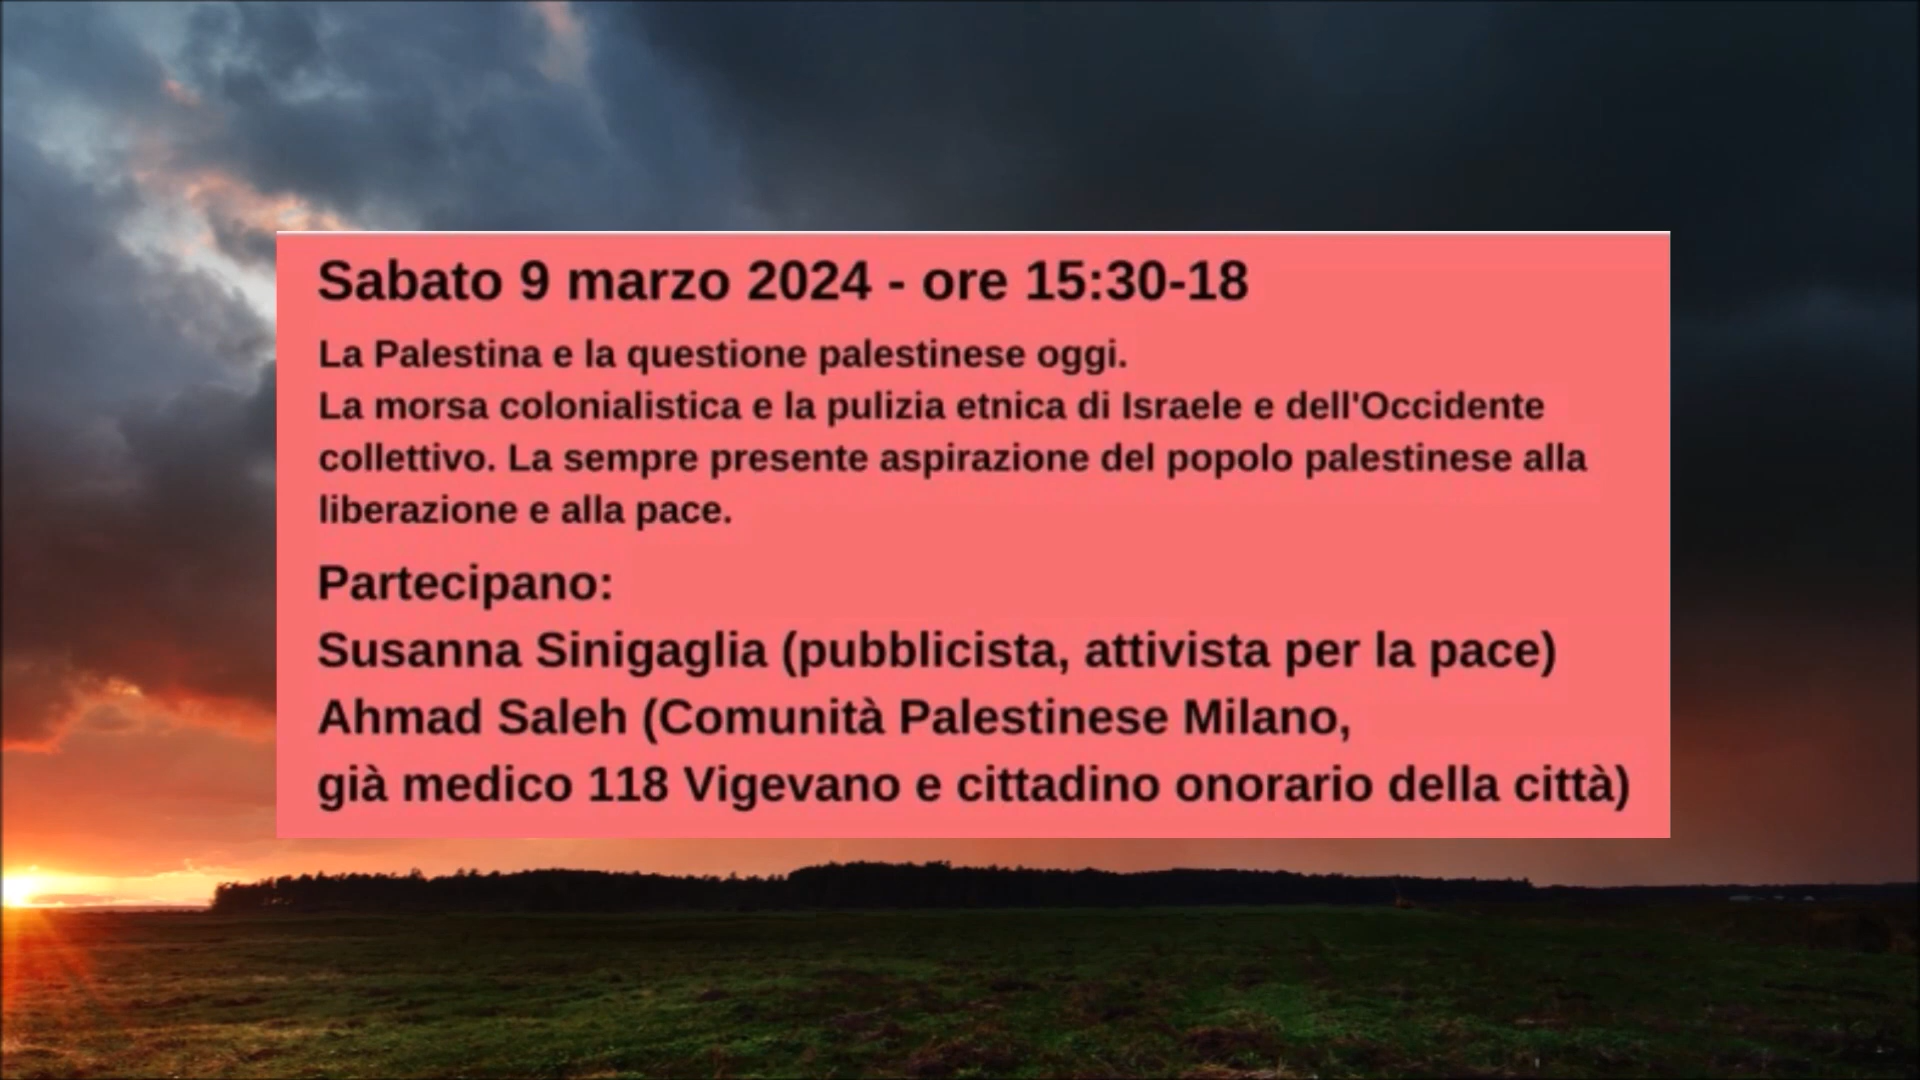 Sabato 9 marzo 2024 - ore 15:30-18
La Palestina e la questione palestinese oggi.
La morsa colonialistica e la pulizia etnica di Israele e dell'Occidente
collettivo. La sempre presente aspirazione del popolo palestinese alla
liberazione e alla pace.
Partecipano:
Susanna Sinigaglia (pubblicista, attivista per la pace)
Ahmad Saleh (Comunità Palestinese Milano,
già medico 118 Vigevano e cittadino onorario della città)